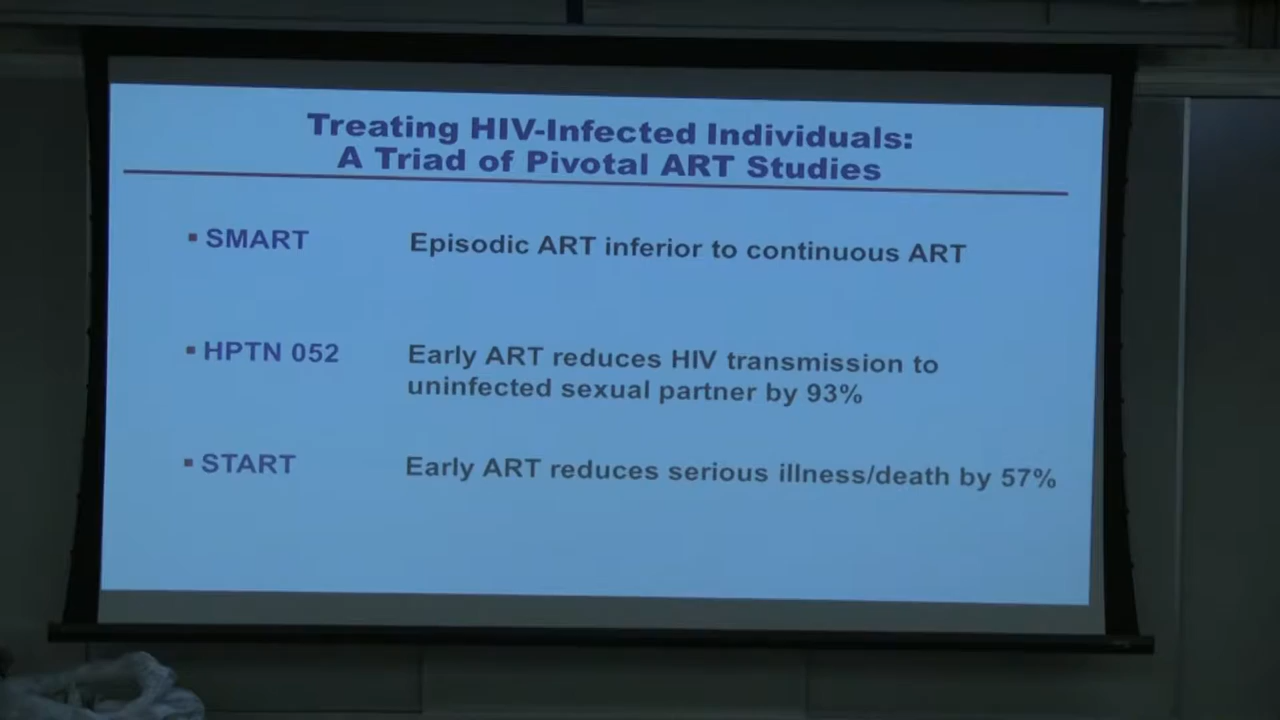 Treating HIV-Infected Individuals:
A Triad of Pivotal ART Studies
▪ SMART Episodic ART inferior to continuous ART
▪ HPTN 052 Early ART reduces HIV transmission to
uninfected sexual partner by 93%
▪ START Early ART reduces serious illness/death by 57%